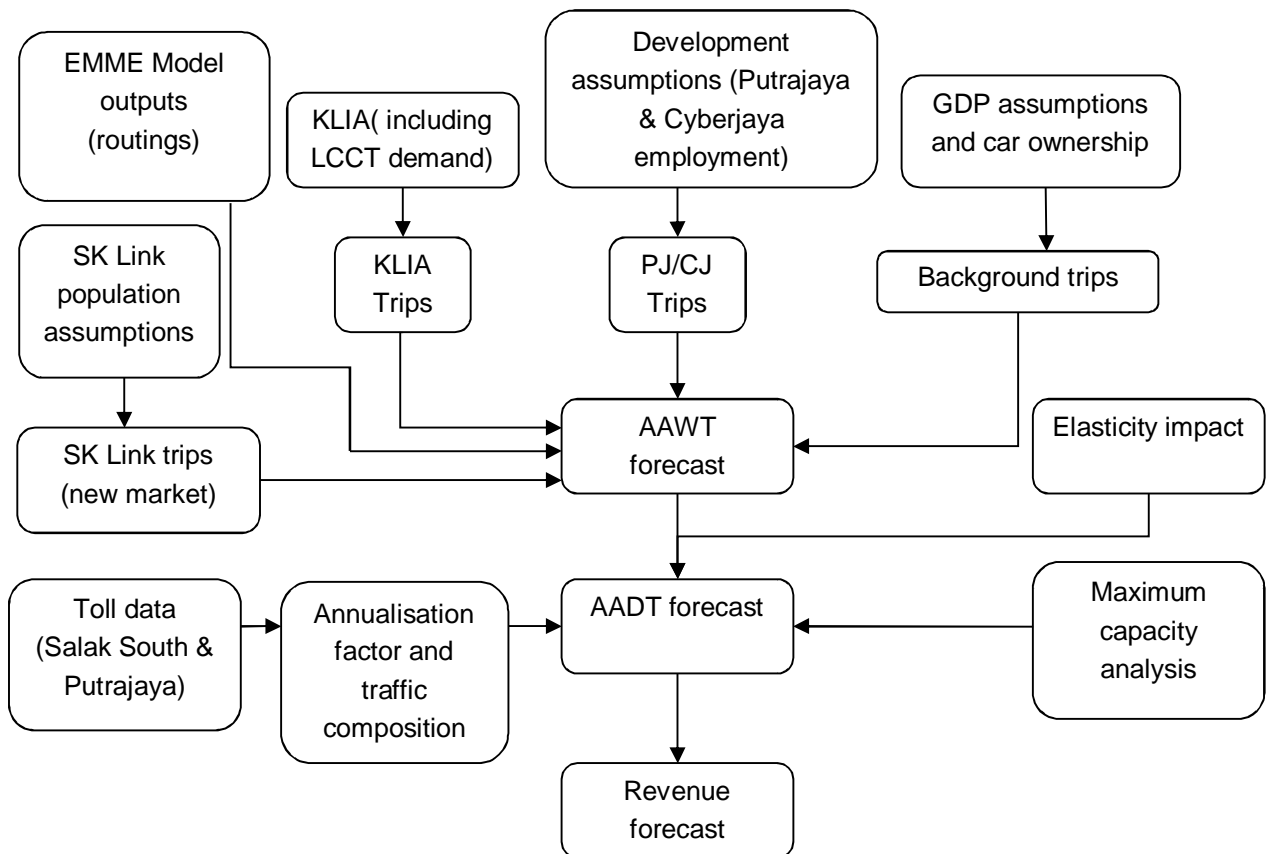 EMME Model
outputs
(routings)
KLIA( including
LCCT demand)
Development
assumptions (Putrajaya
& Cyberjaya
employment)
GDP assumptions
and car ownership
SK Link
population
assumptions
KLIA
Trips
PJ/CJ
Trips
Background trips
SK Link trips
(new market)
AAWT
forecast
Elasticity impact
Toll data
(Salak South &
Putrajaya)
Annualisation
factor and
traffic
composition
AADT forecast
Maximum
capacity
analysis
Revenue
forecast